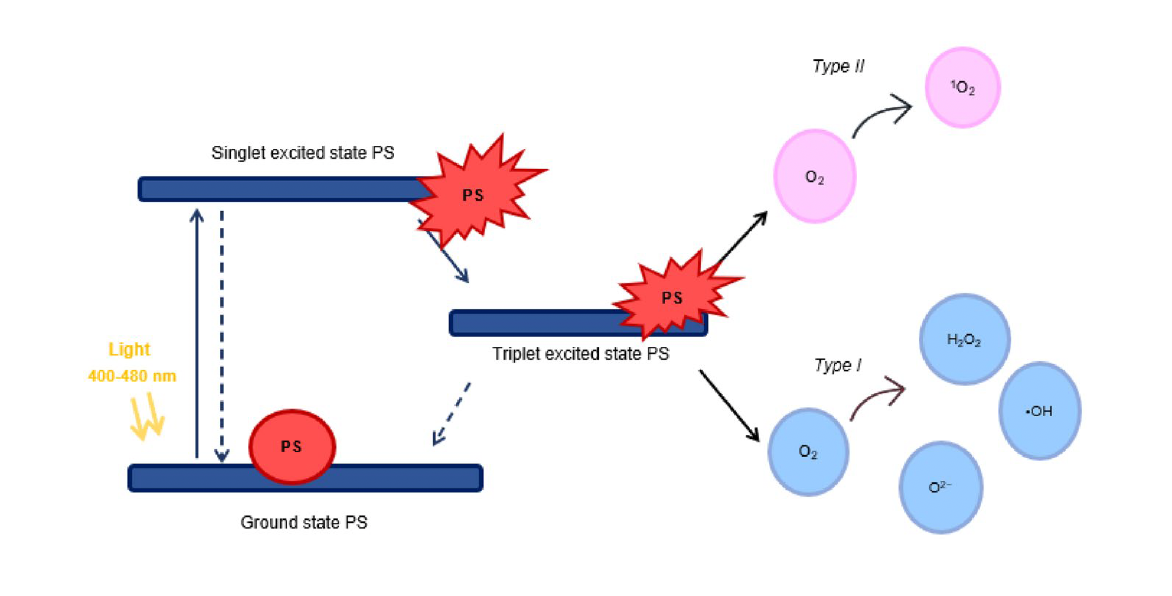 Type II
¹O₂
Singlet excited state PS
O₂
PS
PS
H₂O₂
Light
400-480 nm
Triplet excited state PS
Type I
•OH
PS
O₂
O²⁻
Ground state PS